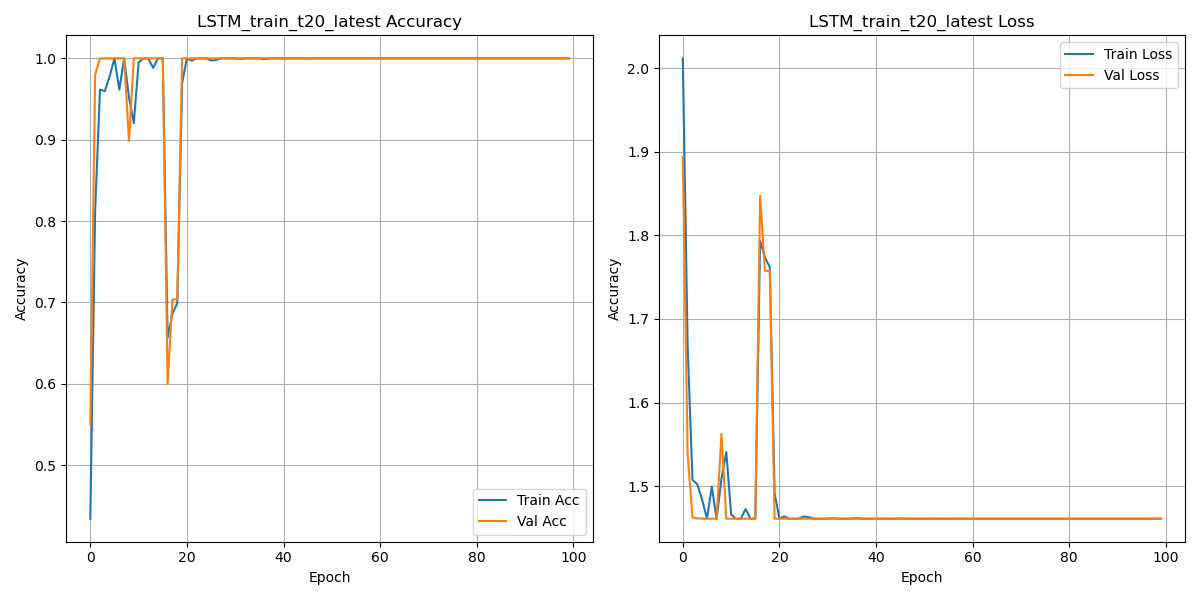 LSTM_train_t20_latest Accuracy
1.0
0.9
0.8
0.7
0.6
0.5
Accuracy
0
20
40
60
80
100
Epoch
Train Acc
Val Acc
LSTM_train_t20_latest Loss
2.0
1.9
1.8
1.7
1.6
1.5
Accuracy
0
20
40
60
80
100
Epoch
Train Loss
Val Loss